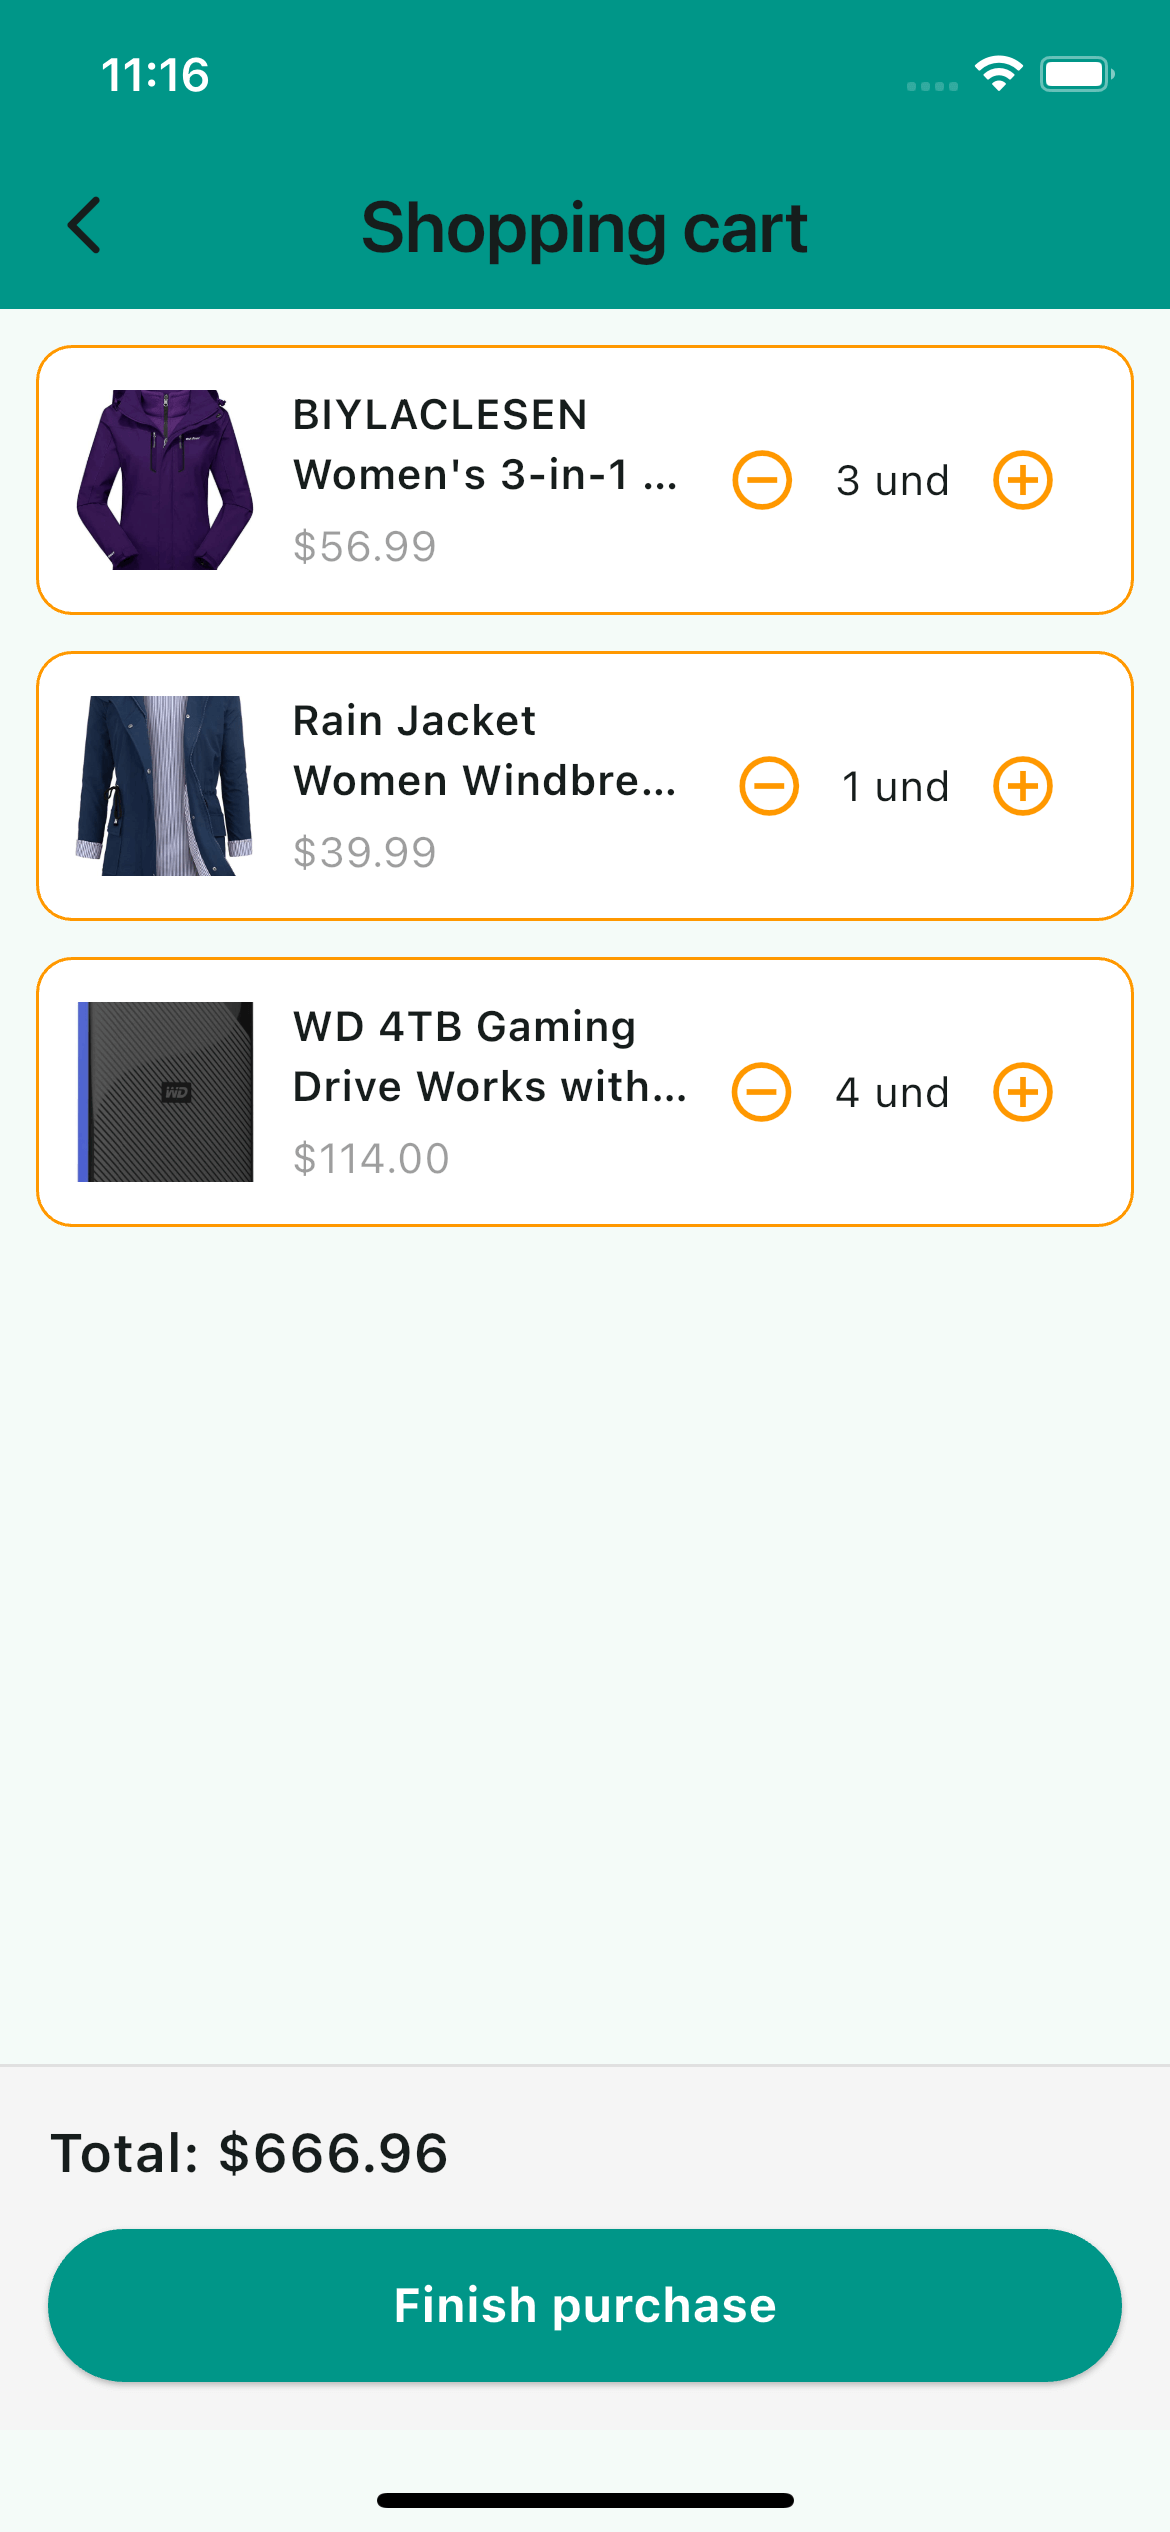 11:16
Shopping cart
BIYLACLESEN
Women's 3-in-1 ...
$56.99
3 und
Rain Jacket
Women Windbre...
$39.99
1 und
WD
WD 4TB Gaming
Drive Works with...
$114.00
4 und
Total: $666.96
Finish purchase